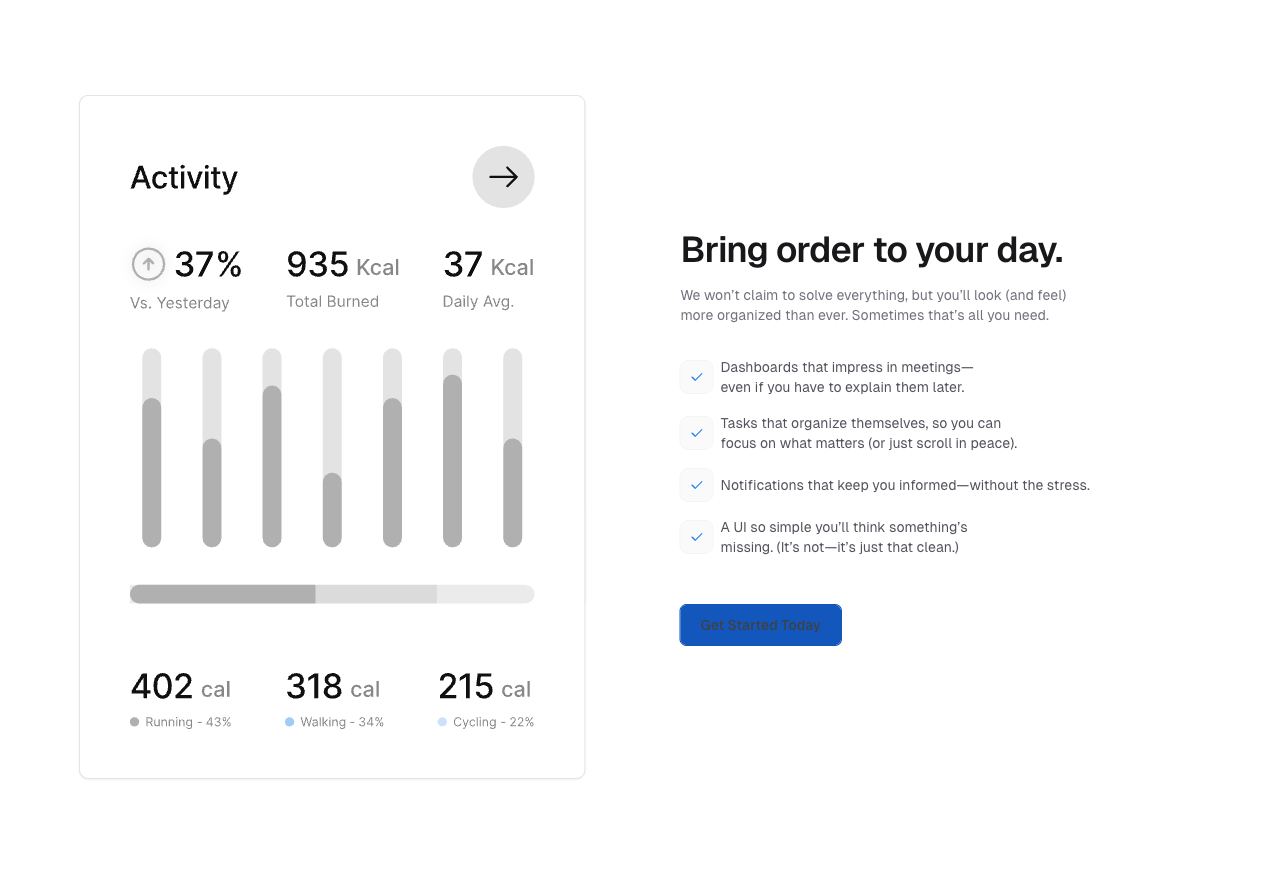 Activity
37%
Vs. Yesterday
935 Kcal
Total Burned
37 Kcal
Daily Avg.
402 cal
Running - 43%
318 cal
Walking - 34%
215 cal
Cycling - 22%
Bring order to your day.
We won’t claim to solve everything, but you’ll look (and feel)
more organized than ever. Sometimes that’s all you need.
Dashboards that impress in meetings—
even if you have to explain them later.
Tasks that organize themselves, so you can
focus on what matters (or just scroll in peace).
Notifications that keep you informed—without the stress.
A UI so simple you’ll think something’s
missing. (It’s not—it’s just that clean.)
Get Started Today